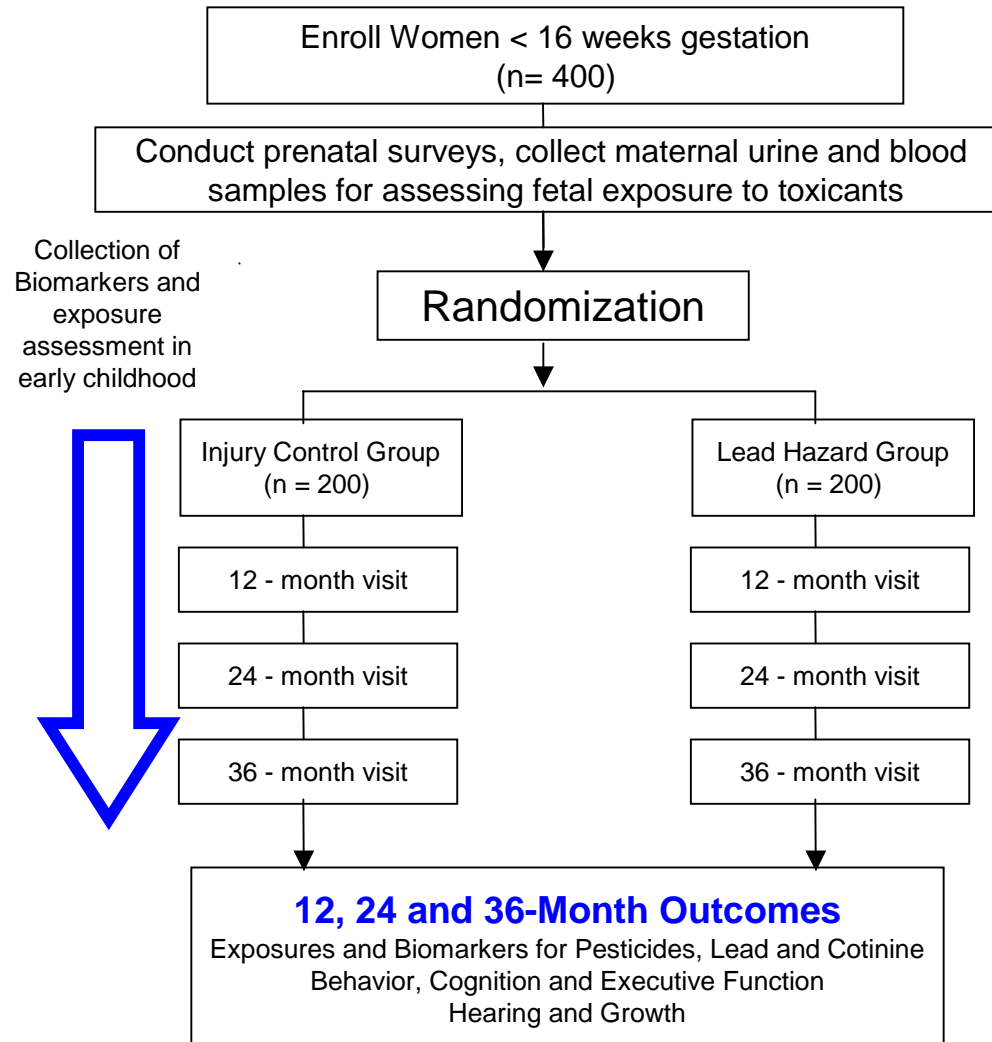 Enroll Women < 16 weeks gestation
(n= 400)
Conduct prenatal surveys, collect maternal urine and blood
samples for assessing fetal exposure to toxicants
Collection of
Biomarkers and
exposure
assessment in
early childhood
Randomization
Injury Control Group
(n = 200)
Lead Hazard Group
(n = 200)
12 - month visit
12 - month visit
24 - month visit
24 - month visit
36 - month visit
36 - month visit
12, 24 and 36-Month Outcomes
Exposures and Biomarkers for Pesticides, Lead and Cotinine
Behavior, Cognition and Executive Function
Hearing and Growth